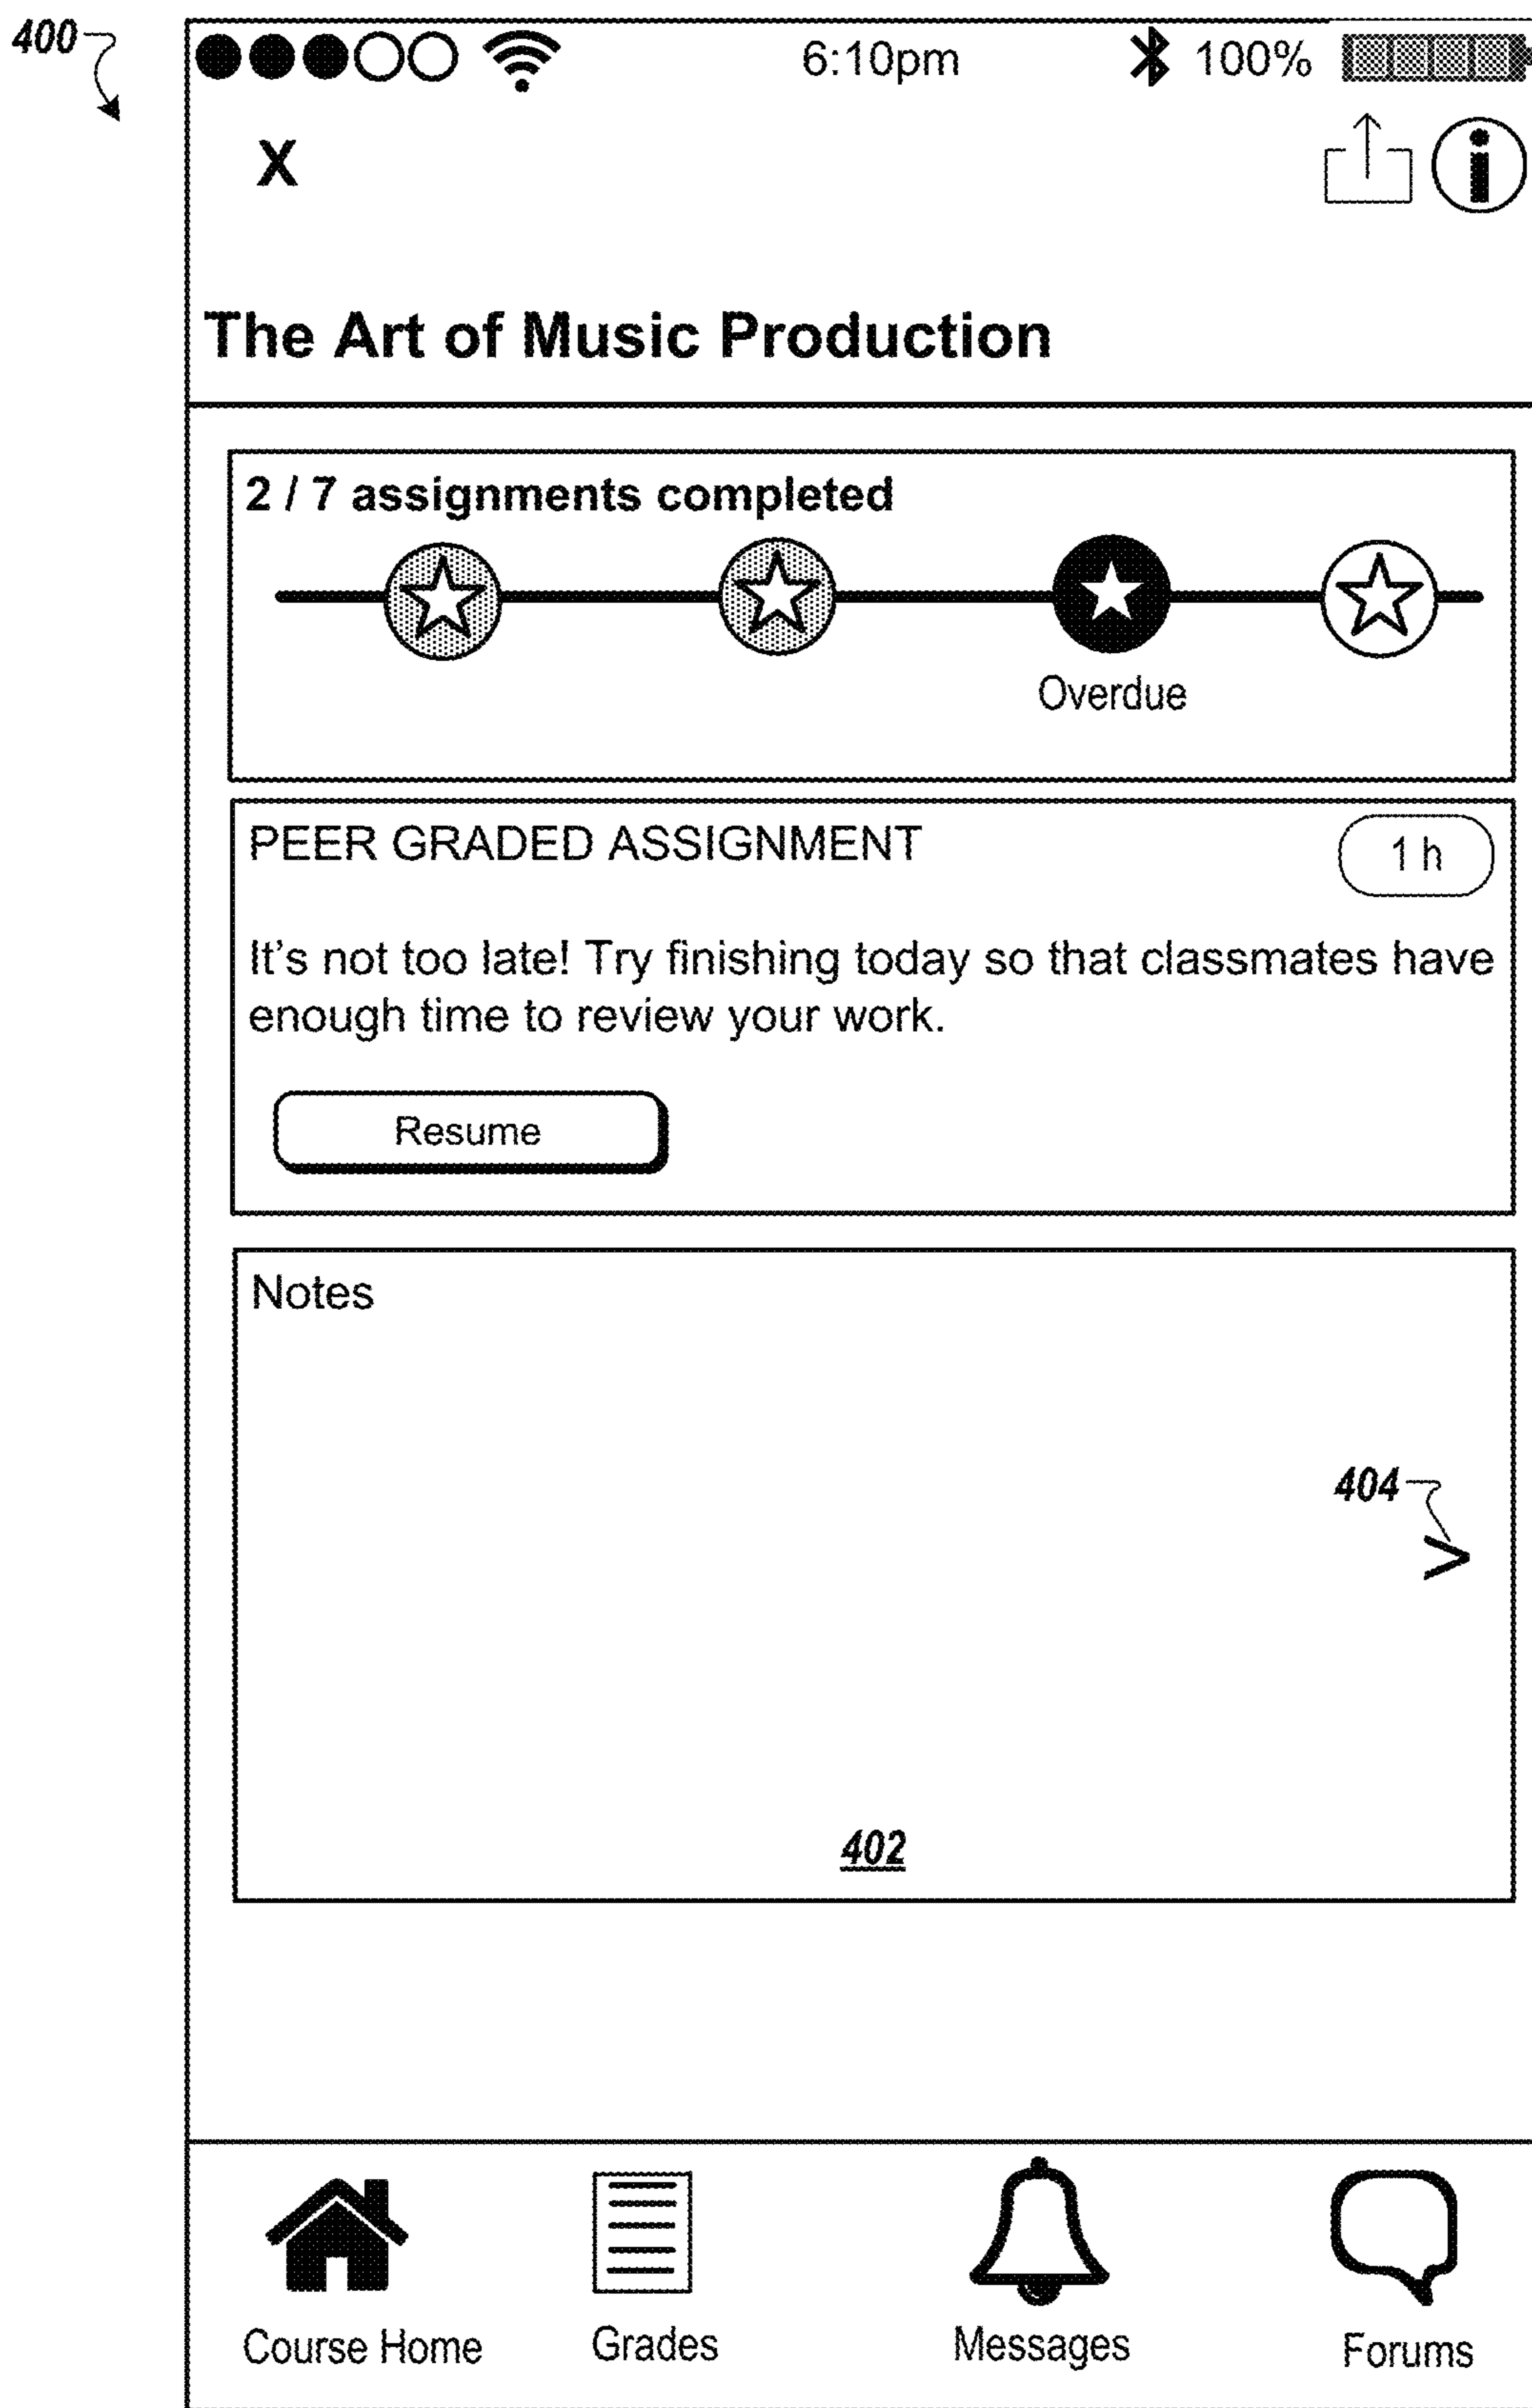 400
6:10pm 100%
X
The Art of Music Production
2 / 7 assignments completed
Overdue
PEER GRADED ASSIGNMENT 1 h
It's not too late! Try finishing today so that classmates have
enough time to review your work.
Resume
Notes
404
>
402
Course Home Grades Messages Forums